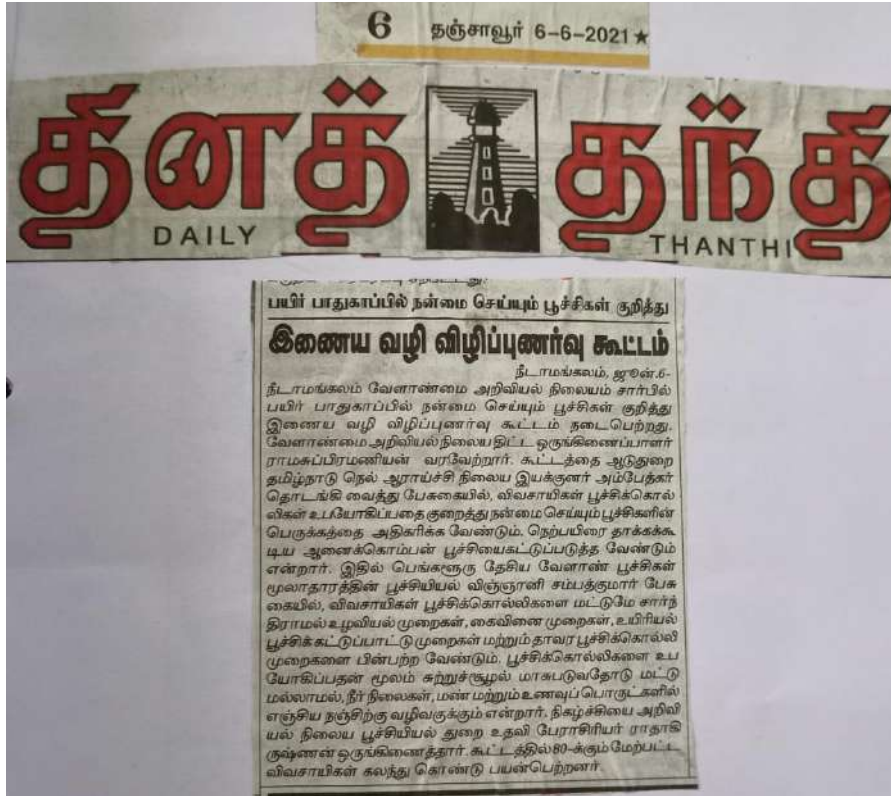 6 தஞ்சாவூர் 6-6-2021★
தினத் தந்தி
DAILY THANTHI
பயிர் பாதுகாப்பில் நன்மை செய்யும் பூச்சிகள் குறித்து
இணைய வழி விழிப்புணர்வு கூட்டம்
நீடாமங்கலம், ஜூன்.6-
நீடாமங்கலம் வேளாண்மை அறிவியல் நிலையம் சார்பில்
பயிர் பாதுகாப்பில் நன்மை செய்யும் பூச்சிகள் குறித்து
இணைய வழி விழிப்புணர்வு கூட்டம் நடைபெற்றது.
வேளாண்மை அறிவியல் நிலைய திட்ட ஒருங்கிணைப்பாளர்
ராமசுப்பிரமணியன் வரவேற்றார். கூட்டத்தை ஆடுதுறை
தமிழ்நாடு நெல் ஆராய்ச்சி நிலைய இயக்குனர் அம்பேத்கர்
தொடங்கி வைத்து பேசுகையில், விவசாயிகள் பூச்சிக்கொல்
லிகள் உபயோகிப்பதை குறைத்து நன்மை செய்யும் பூச்சிகளின்
பெருக்கத்தை அதிகரிக்க வேண்டும். நெற்பயிரை தாக்கக்கூ
டிய ஆனைக்கொம்பன் பூச்சியைகட்டுப்படுத்த வேண்டும்
என்றார். இதில் பெங்களூரு தேசிய வேளாண் பூச்சிகள்
மூலாதாரத்தின் பூச்சியியல் விஞ்ஞானி சம்பத்குமார் பேசு
கையில், விவசாயிகள் பூச்சிக்கொல்லிகளை மட்டுமே சார்ந்
திராமல் உழவியல் முறைகள், கைவினை முறைகள், உயிரியல்
பூச்சிக்கட்டுப்பாட்டு முறைகள் மற்றும் தாவர பூச்சிக்கொல்லி
முறைகளை பின்பற்ற வேண்டும். பூச்சிக்கொல்லிகளை உப
யோகிப்பதன் மூலம் சுற்றுச்சூழல் மாசுபடுவதோடு மட்டு
மல்லாமல், நீர் நிலைகள், மண் மற்றும் உணவுப் பொருட்களில்
எஞ்சிய நஞ்சிற்கு வழிவகுக்கும் என்றார். நிகழ்ச்சியை அறிவி
யல் நிலைய பூச்சியியல் துறை உதவி பேராசிரியர் ராதாகி
ருஷ்ணன் ஒருங்கிணைத்தார். கூட்டத்தில் 80-க்கும் மேற்பட்ட
விவசாயிகள் கலந்து கொண்டு பயன்பெற்றனர்.